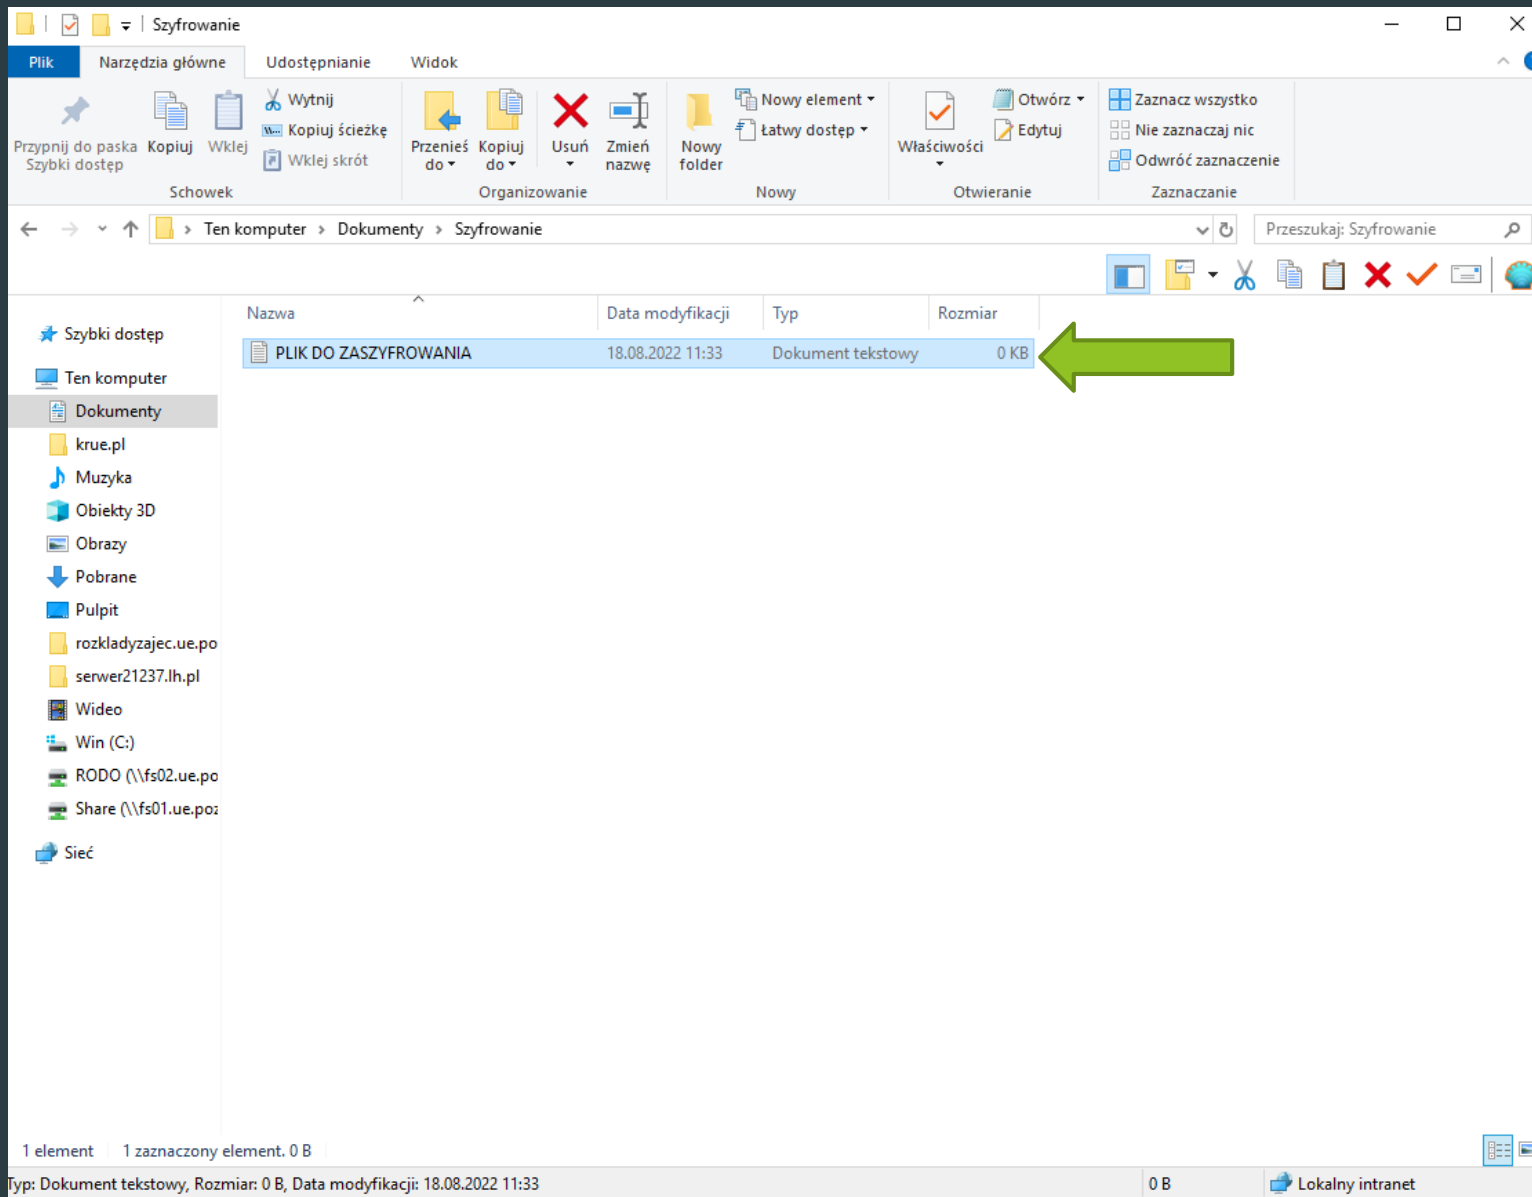 Szyfrowanie
Plik Narzędzia główne Udostępnianie Widok
Przypnij do paska Szybki dostęp
Kopiuj
Wklej
Wytnij
Kopiuj ścieżkę
Wklej skrót
Schowek
Przenieś do
Kopiuj do
Usuń
Zmień nazwę
Organizowanie
Nowy folder
Nowy element
Łatwy dostęp
Nowy
Właściwości
Otwórz
Edytuj
Otwieranie
Zaznacz wszystko
Nie zaznaczaj nic
Odwróć zaznaczenie
Zaznaczanie
Ten komputer > Dokumenty > Szyfrowanie
Przeszukaj: Szyfrowanie
Nazwa Data modyfikacji Typ Rozmiar
PLIK DO ZASZYFROWANIA 18.08.2022 11:33 Dokument tekstowy 0 KB
Szybki dostęp
Ten komputer
Dokumenty
krue.pl
Muzyka
Obiekty 3D
Obrazy
Pobrane
Pulpit
rozkladyzajec.ue.po
serwer21237.lh.pl
Wideo
Win (C:)
RODO (\\fs02.ue.po
Share (\\fs01.ue.poz
Sieć
1 element 1 zaznaczony element. 0 B
Typ: Dokument tekstowy, Rozmiar: 0 B, Data modyfikacji: 18.08.2022 11:33 0 B Lokalny intranet